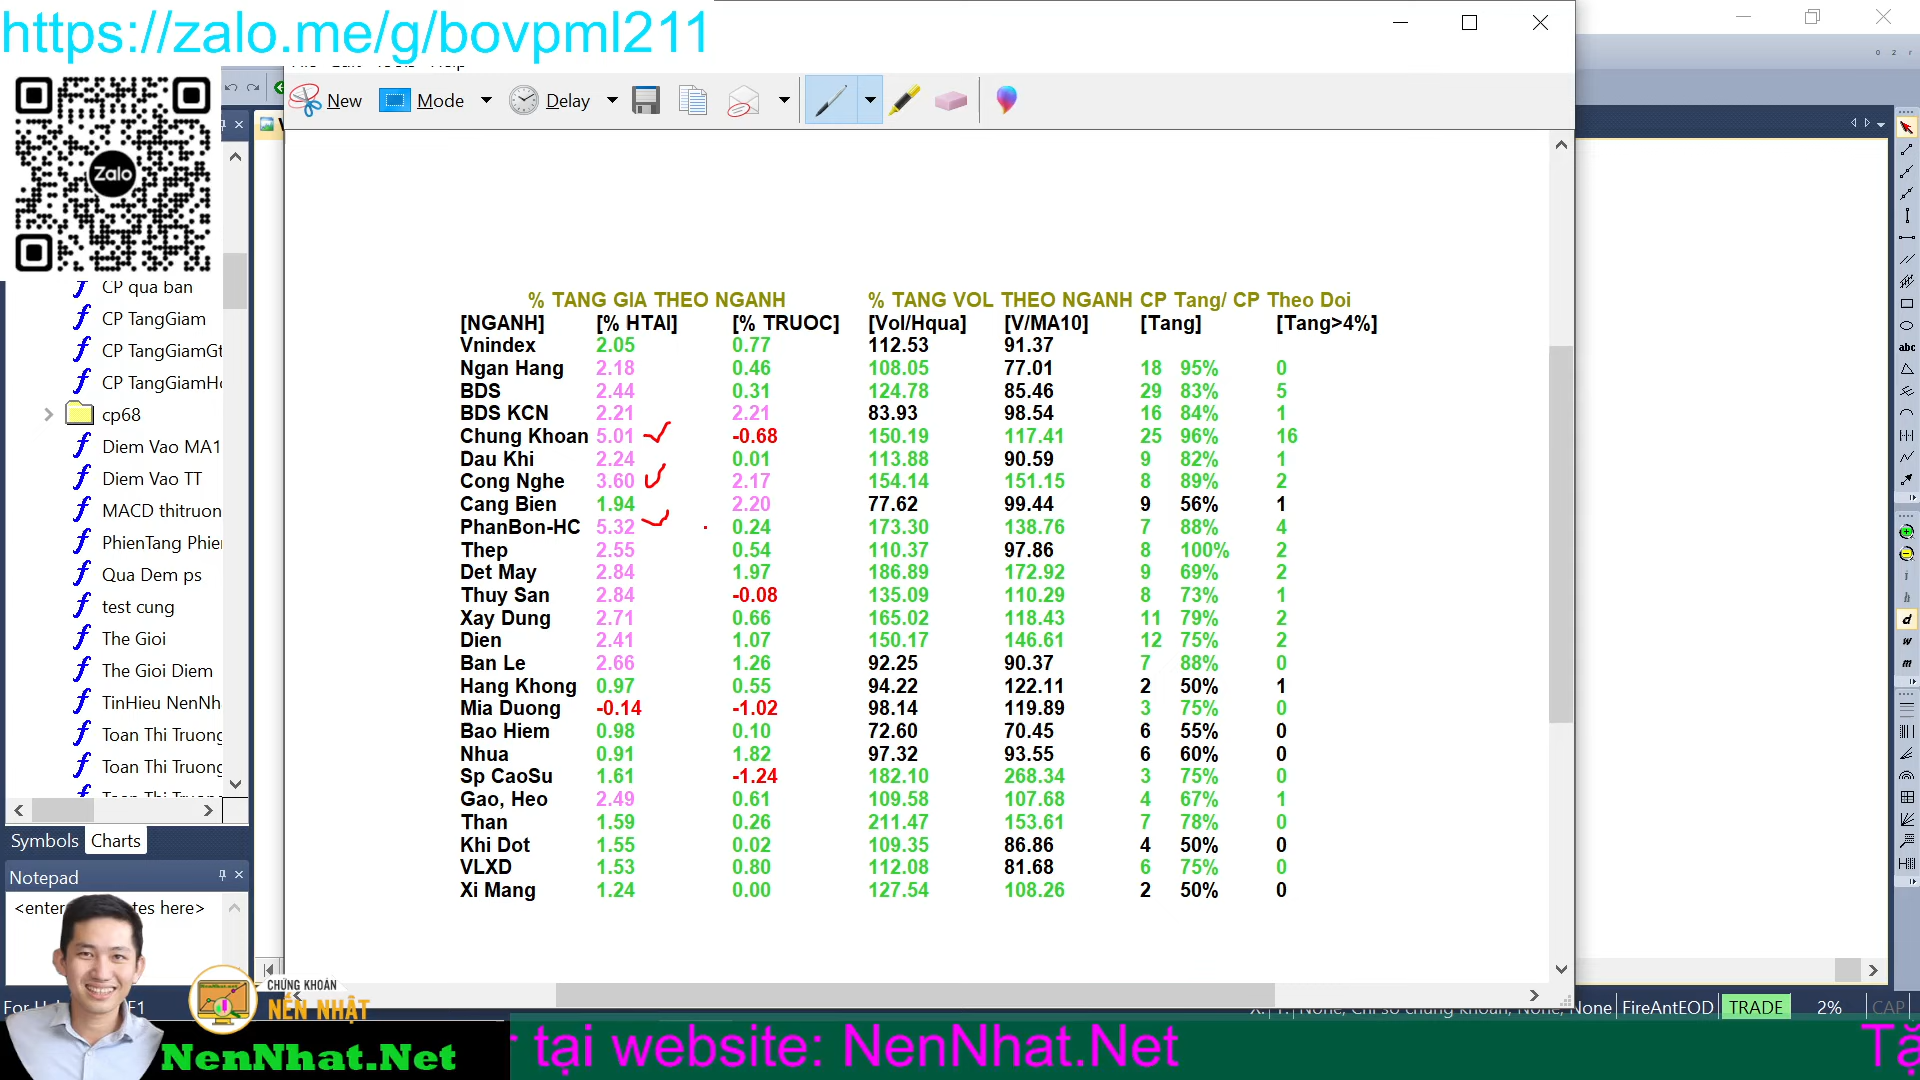 https://zalo.me/g/bovpml211
New Mode Delay
Zalo
CP qua ban
CP TangGiam
CP TangGiamGt
CP TangGiamHo
cp68
Diem Vao MA1
Diem Vao TT
MACD thitruon
PhienTang Phie
Qua Dem ps
test cung
The Gioi
The Gioi Diem
TinHieu NenNh
Toan Thi Truong
Toan Thi Truong
Symbols Charts
Notepad
<enter tes here>
% TANG GIA THEO NGANH % TANG VOL THEO NGANH CP Tang/ CP Theo Doi
[NGANH] [% HTAI] [% TRUOC] [Vol/Hqua] [V/MA10] [Tang] [Tang>4%]
Vnindex 2.05 0.77 112.53 91.37
Ngan Hang 2.18 0.46 108.05 77.01 18 95% 0
BDS 2.44 0.31 124.78 85.46 29 83% 5
BDS KCN 2.21 2.21 83.93 98.54 16 84% 1
Chung Khoan 5.01 -0.68 150.19 117.41 25 96% 16
Dau Khi 2.24 0.01 113.88 90.59 9 82% 1
Cong Nghe 3.60 2.17 154.14 151.15 8 89% 2
Cang Bien 1.94 2.20 77.62 99.44 9 56% 1
PhanBon-HC 5.32 0.24 173.30 138.76 7 88% 4
Thep 2.55 0.54 110.37 97.86 8 100% 2
Det May 2.84 1.97 186.89 172.92 9 69% 2
Thuy San 2.84 -0.08 135.09 110.29 8 73% 1
Xay Dung 2.71 0.66 165.02 118.43 11 79% 2
Dien 2.41 1.07 150.17 146.61 12 75% 2
Ban Le 2.66 1.26 92.25 90.37 7 88% 0
Hang Khong 0.97 0.55 94.22 122.11 2 50% 1
Mia Duong -0.14 -1.02 98.14 119.89 3 75% 0
Bao Hiem 0.98 0.10 72.60 70.45 6 55% 0
Nhua 0.91 1.82 97.32 93.55 6 60% 0
Sp CaoSu 1.61 -1.24 182.10 268.34 3 75% 0
Gao, Heo 2.49 0.61 109.58 107.68 4 67% 1
Than 1.59 0.26 211.47 153.61 7 78% 0
Khi Dot 1.55 0.02 109.35 86.86 4 50% 0
VLXD 1.53 0.80 112.08 81.68 6 75% 0
Xi Mang 1.24 0.00 127.54 108.26 2 50% 0
abc
d
w
m
CHỨNG KHOÁN
NẾN NHẬT
None, Chi so chung khoan, None, None FireAntEOD TRADE 2% CAP
NenNhat.Net
tại website: NenNhat.Net